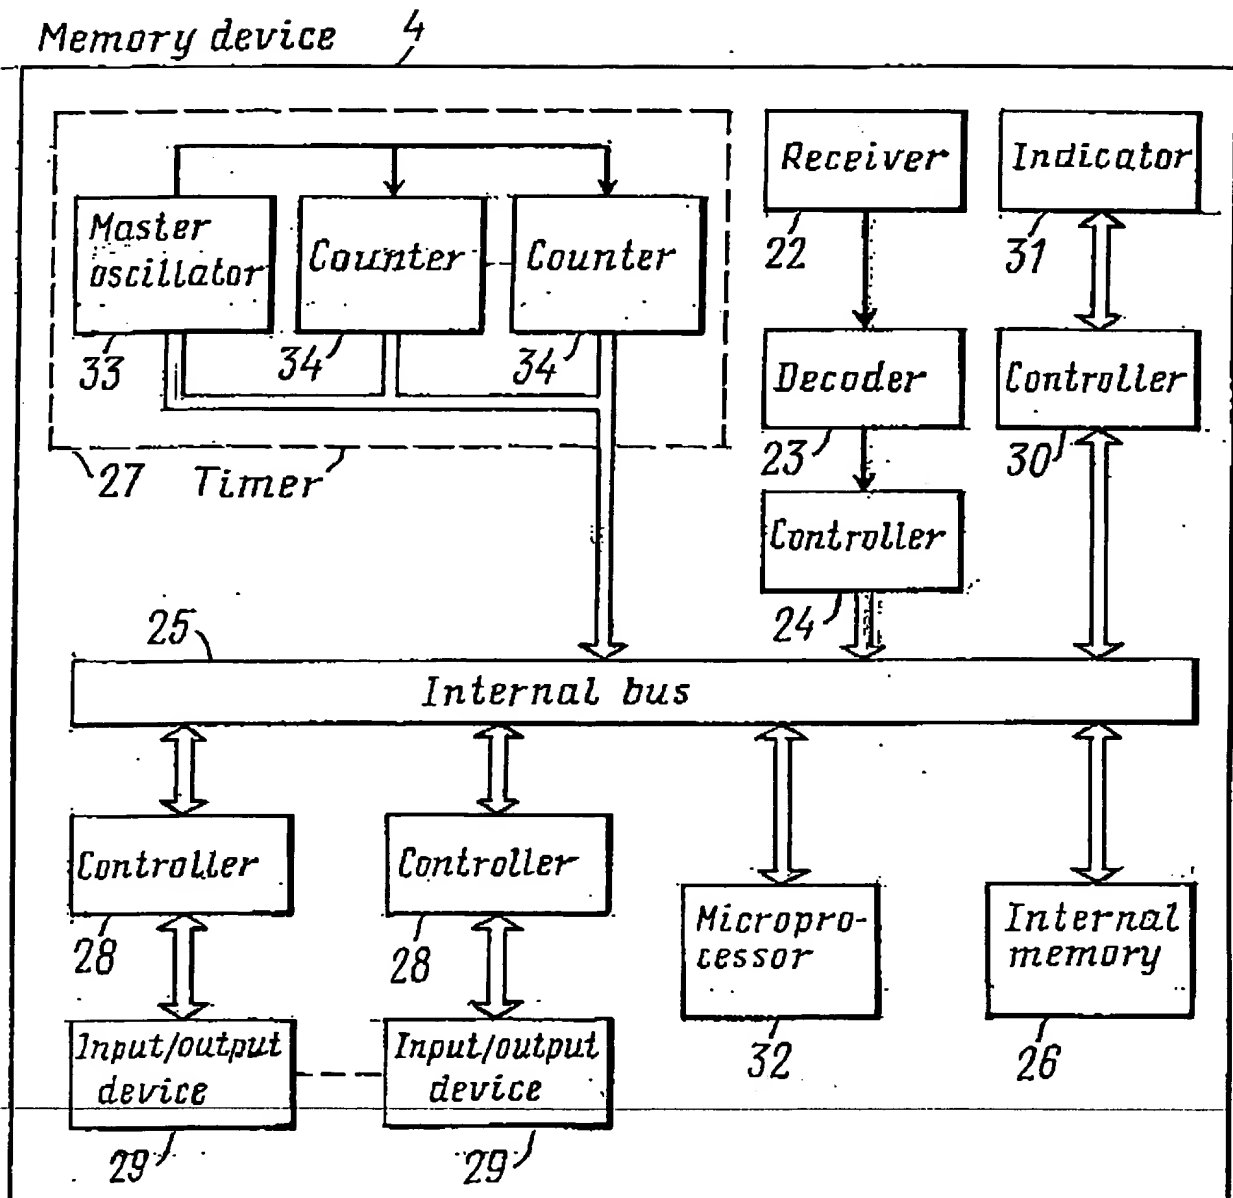 Memory device
4
Receiver
Indicator
22
31
Master
oscillator
Counter
Counter
33
34
34
Decoder
Controller
23
30
27
Timer
Controller
24
25
Internal bus
Controller
Controller
28
28
Micropro-
cessor
Internal
memory
32
26
Input/output
device
Input/output
device
29
29